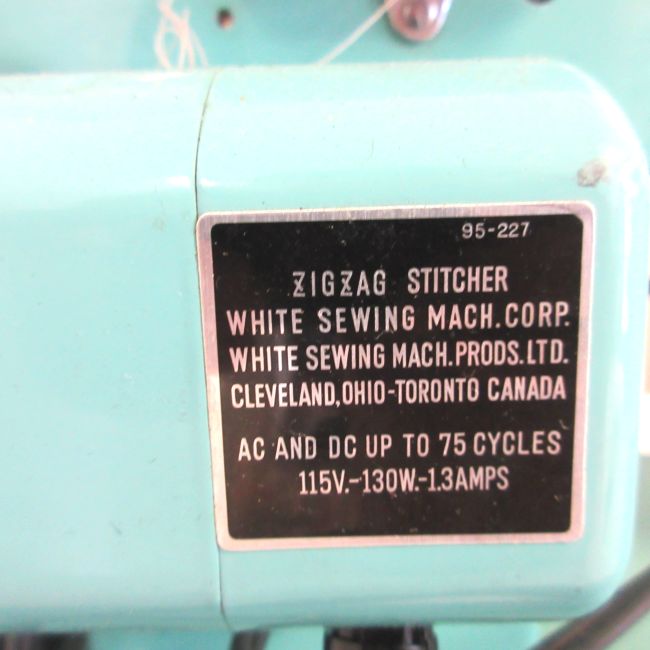 95-227
ZIGZAG STITCHER
WHITE SEWING MACH.CORP.
WHITE SEWING MACH.PRODS.LTD.
CLEVELAND,OHIO-TORONTO CANADA
AC AND DC UP TO 75 CYCLES
115V.-130W.-1.3AMPS